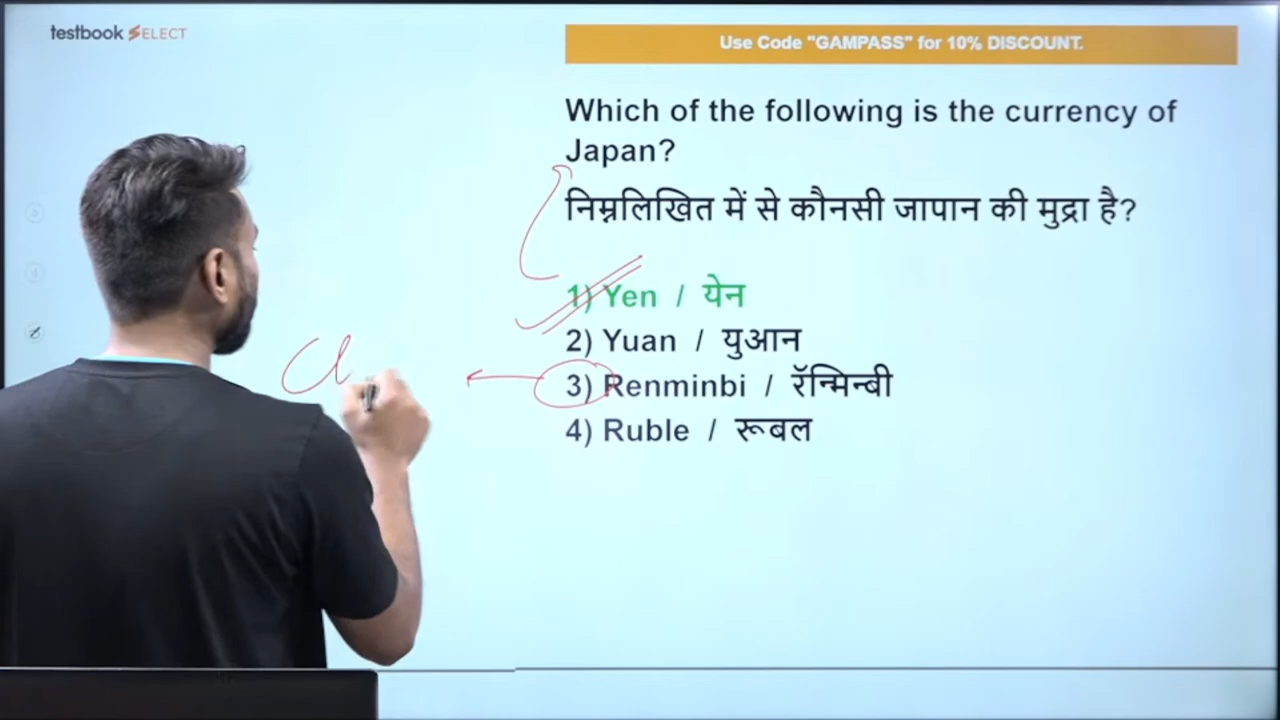 testbook SELECT
Use Code "GAMPASS" for 10% DISCOUNT.
Which of the following is the currency of
Japan?
निम्नलिखित में से कौनसी जापान की मुद्रा है?
1) Yen / येन
2) Yuan / युआन
3) Renminbi / रॅन्मिन्बी
4) Ruble / रूबल